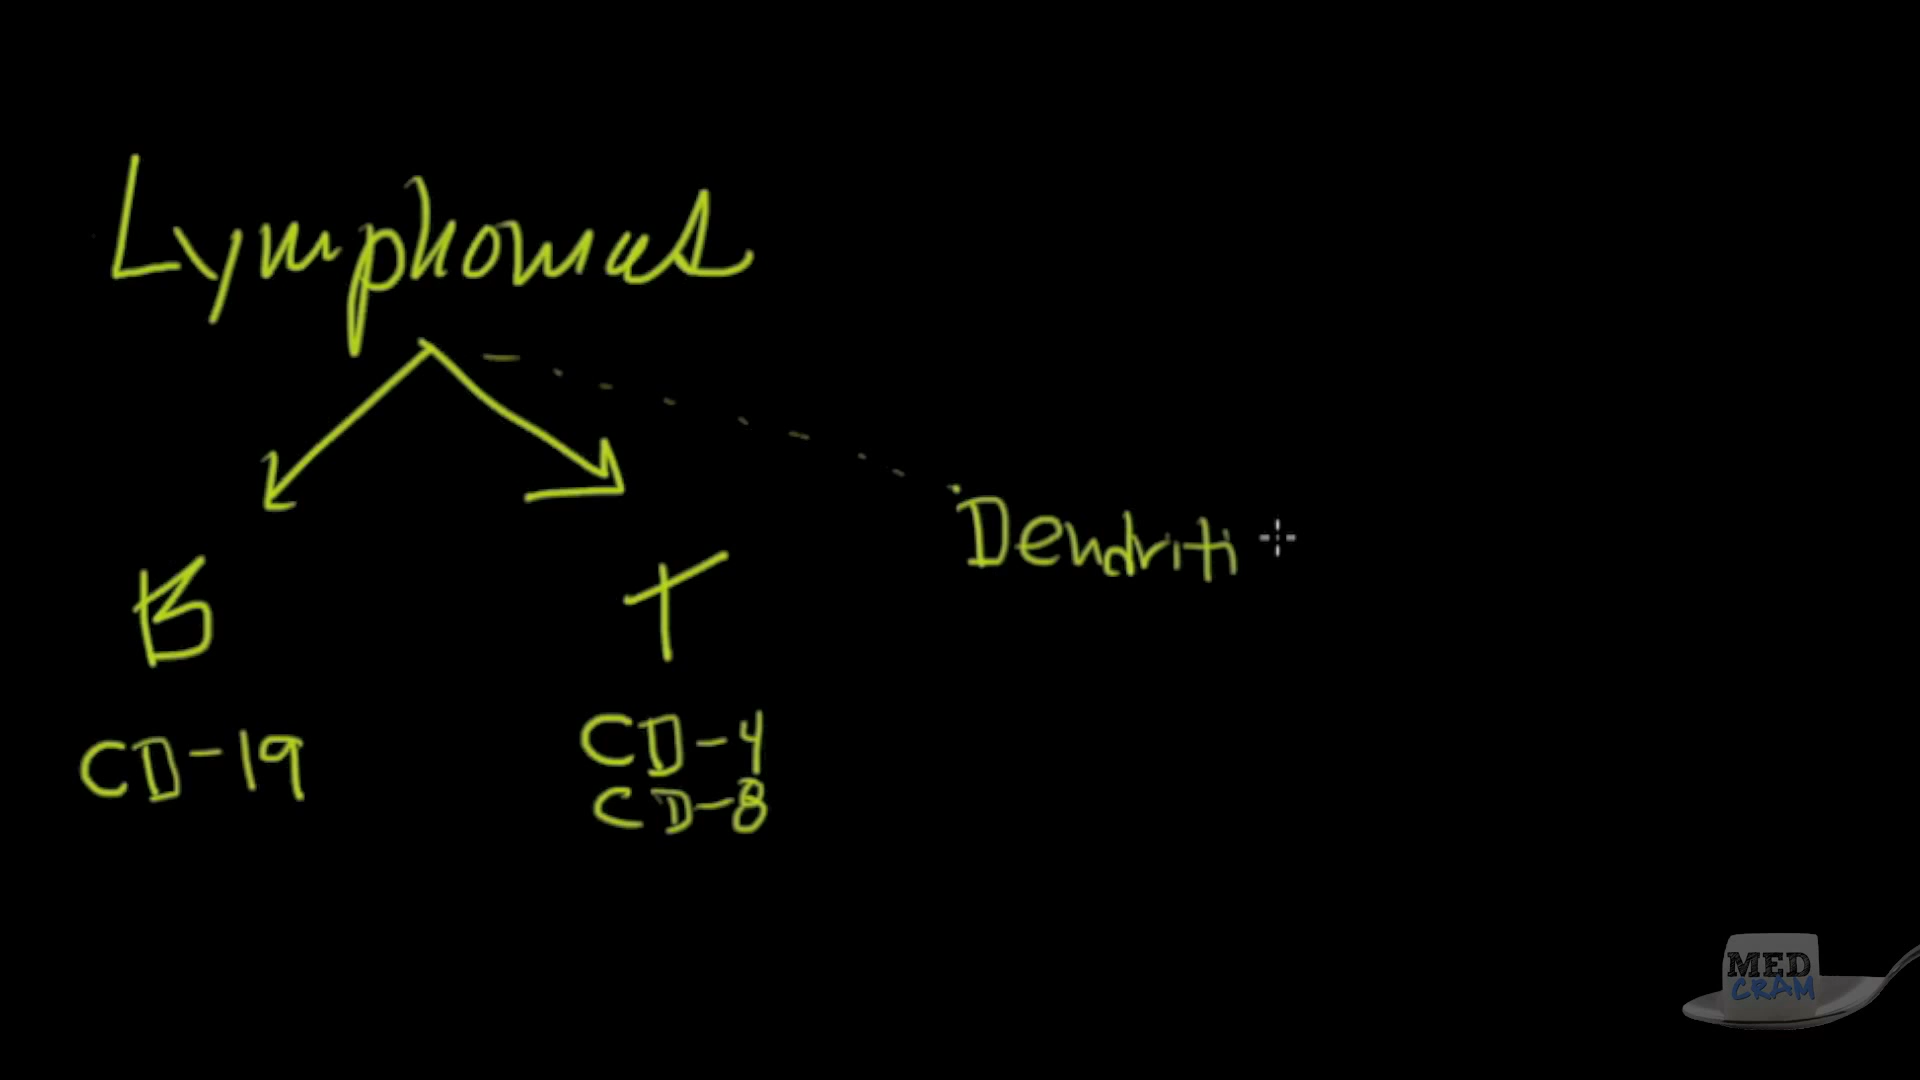 Lymphomas
B
T
Dendriti
CD-19
CD-4
CD-8
MED
CRAM